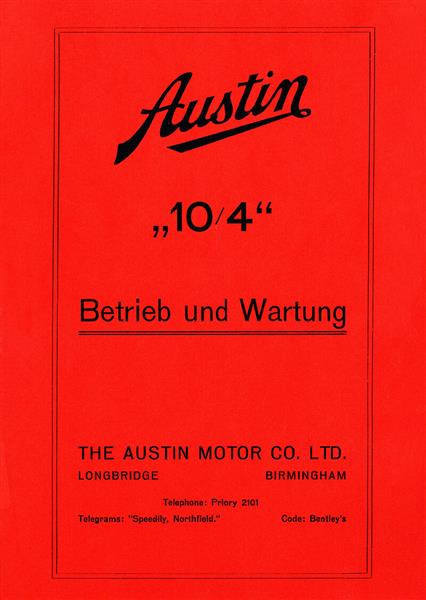 Austin
„10/4“
Betrieb und Wartung
THE AUSTIN MOTOR CO. LTD.
LONGBRIDGE BIRMINGHAM
Telephone: Priory 2101
Telegrams: "Speedily, Northfield." Code: Bentley's